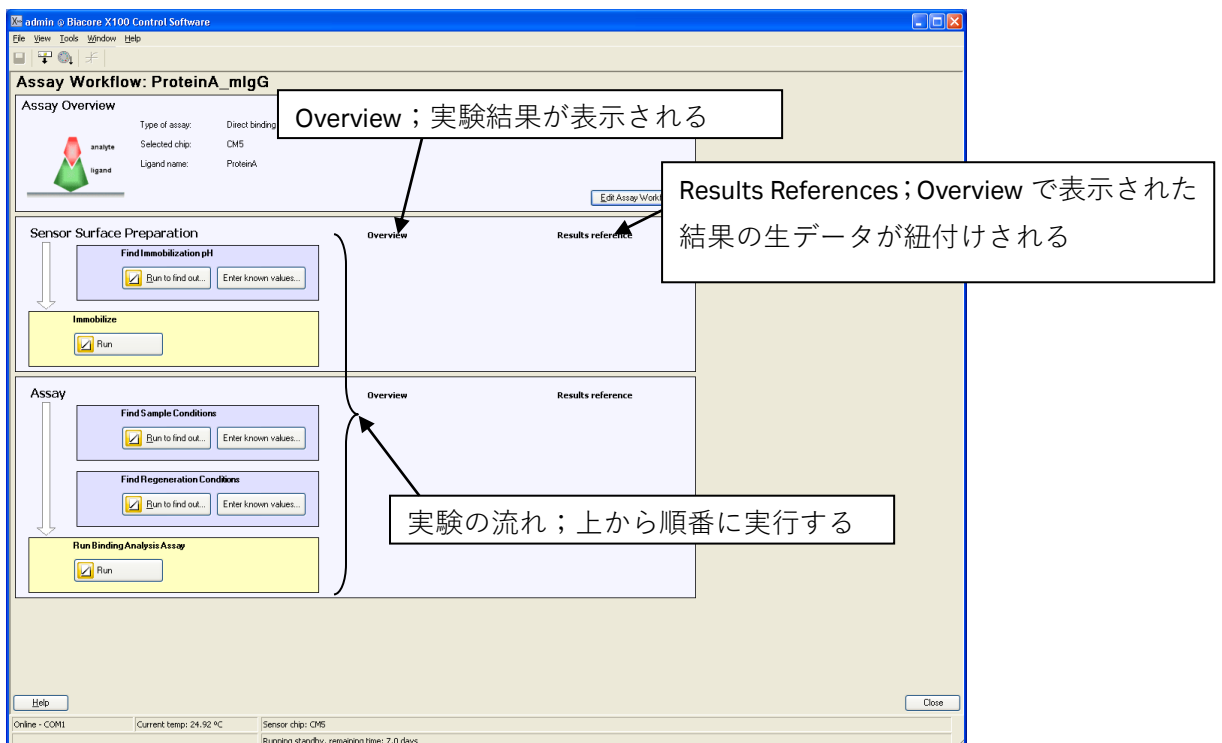 admin @ Biacore X100 Control Software
File View Tools Window Help
Assay Workflow: ProteinA_mIgG
Assay Overview
Type of assay: Direct binding
analyte
Selected chip: CM5
ligand
Ligand name: ProteinA
Overview；実験結果が表示される
Edit Assay
Results References；Overview で表示された
結果の生データが紐付けされる
Sensor Surface Preparation
Overview
Results reference
Find Immobilization pH
Run to find out...
Enter known values...
Immobilize
Run
Assay
Overview
Results reference
Find Sample Conditions
Run to find out...
Enter known values...
Find Regeneration Conditions
Run to find out...
Enter known values...
実験の流れ；上から順番に実行する
Run Binding Analysis Assay
Run
Help
Close
Online - COM1
Current temp: 24.92 ºC
Sensor chip: CM5
Running standby, remaining time: 7.0 days